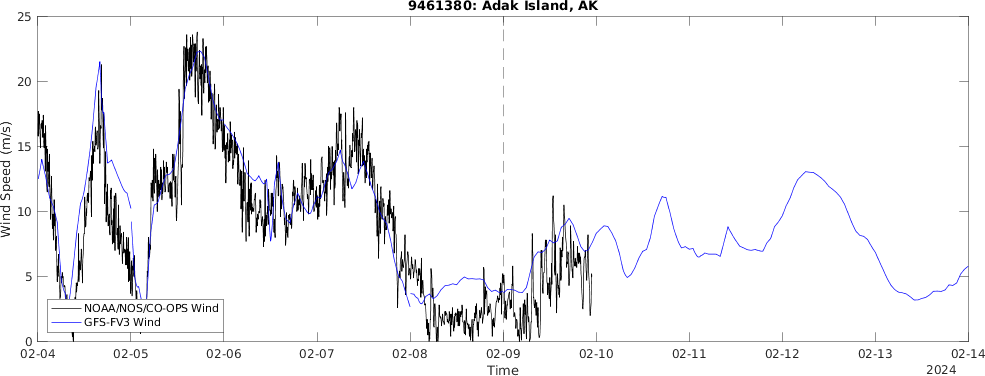 9461380: Adak Island, AK
25
20
15
10
5
0
Wind Speed (m/s)
NOAA/NOS/CO-OPS Wind
GFS-FV3 Wind
02-04 02-05 02-06 02-07 02-08 02-09 02-10 02-11 02-12 02-13 02-14
Time
2024